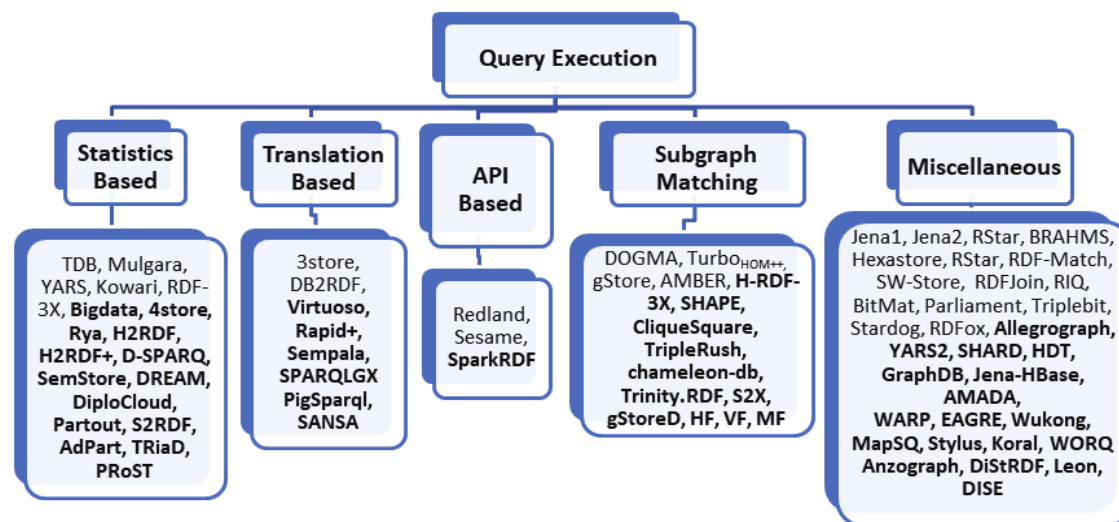 Query Execution
Statistics
Based
Translation
Based
API
Based
Subgraph
Matching
Miscellaneous
TDB, Mulgara,
YARS, Kowari, RDF-
3X, Bigdata, 4store,
Rya, H2RDF,
H2RDF+, D-SPARQ,
SemStore, DREAM,
DiploCloud,
Partout, S2RDF,
AdPart, TRiaD,
PRoST
3store,
DB2RDF,
Virtuoso,
Rapid+,
Sempala,
SPARQLGX
PigSparql,
SANSA
Redland,
Sesame,
SparkRDF
DOGMA, TurboHOM++,
gStore, AMBER, H-RDF-
3X, SHAPE,
CliqueSquare,
TripleRush,
chameleon-db,
Trinity.RDF, S2X,
gStoreD, HF, VF, MF
Jena1, Jena2, RStar, BRAHMS,
Hexastore, RStar, RDF-Match,
SW-Store, RDFJoin, RIQ,
BitMat, Parliament, Triplebit,
Stardog, RDFox, Allegrograph,
YARS2, SHARD, HDT,
GraphDB, Jena-HBase,
AMADA,
WARP, EAGRE, Wukong,
MapSQ, Stylus, Koral, WORQ
Anzograph, DiStRDF, Leon,
DISE